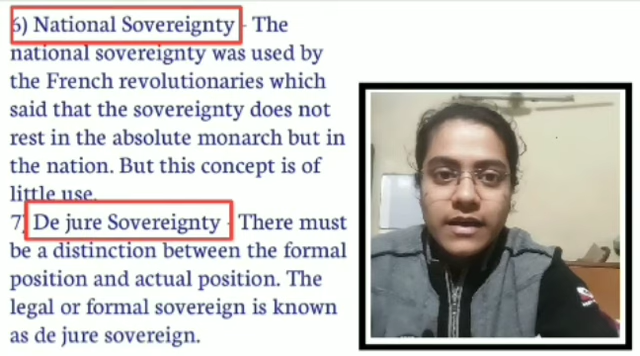 6) National Sovereignty - The
national sovereignty was used by
the French revolutionaries which
said that the sovereignty does not
rest in the absolute monarch but in
the nation. But this concept is of
little use.
7) De jure Sovereignty - There must
be a distinction between the formal
position and actual position. The
legal or formal sovereign is known
as de jure sovereign.